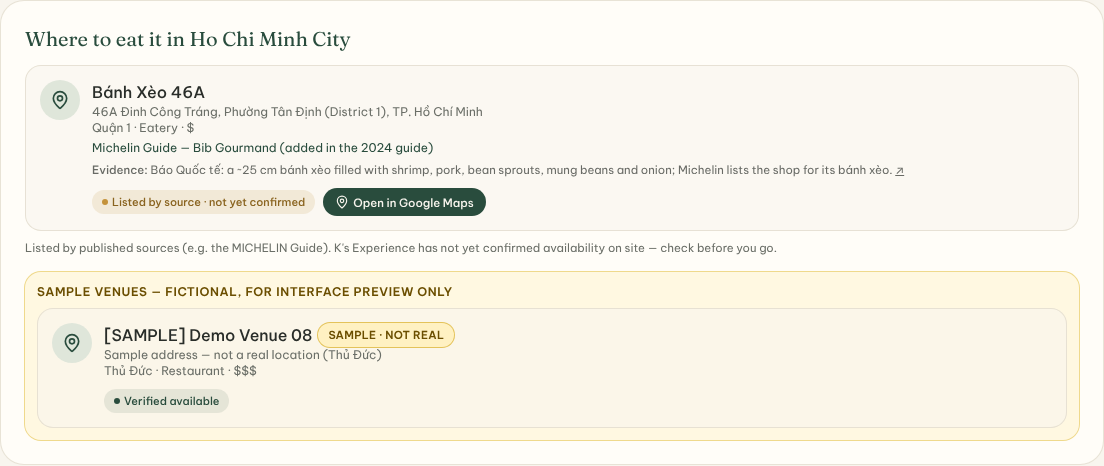 Where to eat it in Ho Chi Minh City
Bánh Xèo 46A
46A Đinh Công Tráng, Phường Tân Định (District 1), TP. Hồ Chí Minh
Quận 1 · Eatery · $
Michelin Guide — Bib Gourmand (added in the 2024 guide)
Evidence: Báo Quốc tế: a ~25 cm bánh xèo filled with shrimp, pork, bean sprouts, mung beans and onion; Michelin lists the shop for its bánh xèo. ↗
Listed by source · not yet confirmed
Open in Google Maps
Listed by published sources (e.g. the MICHELIN Guide). K's Experience has not yet confirmed availability on site — check before you go.
SAMPLE VENUES — FICTIONAL, FOR INTERFACE PREVIEW ONLY
[SAMPLE] Demo Venue 08
SAMPLE · NOT REAL
Sample address — not a real location (Thủ Đức)
Thủ Đức · Restaurant · $$$
Verified available